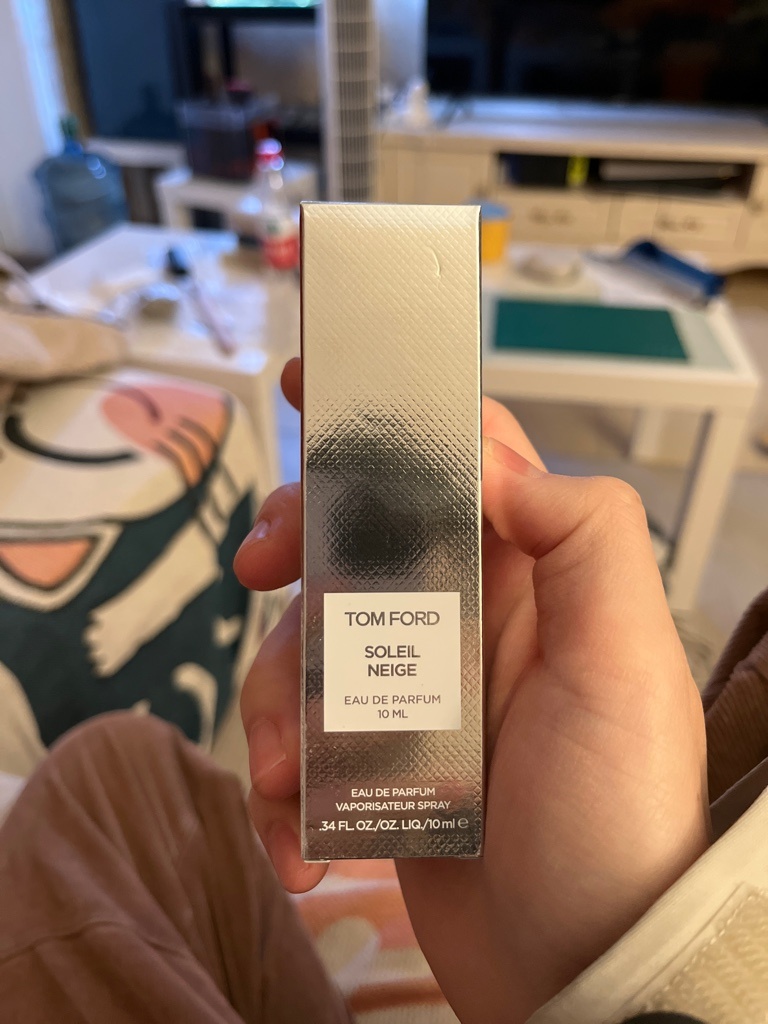 TOM FORD
SOLEIL
NEIGE
EAU DE PARFUM
10 ML
EAU DE PARFUM
VAPORISATEUR SPRAY
.34 FL. OZ./OZ. LIQ./10 ml ℮